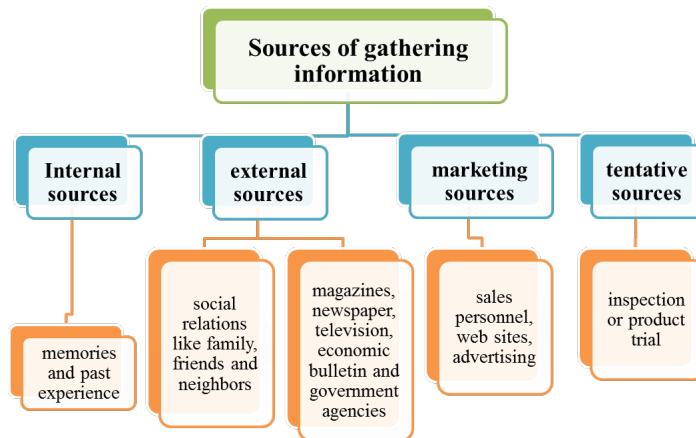 Sources of gathering
information
Internal
sources
external
sources
marketing
sources
tentative
sources
memories
and past
experience
social
relations
like family,
friends and
neighbors
magazines,
newspaper,
television,
economic
bulletin and
government
agencies
sales
personnel,
web sites,
advertising
inspection
or product
trial